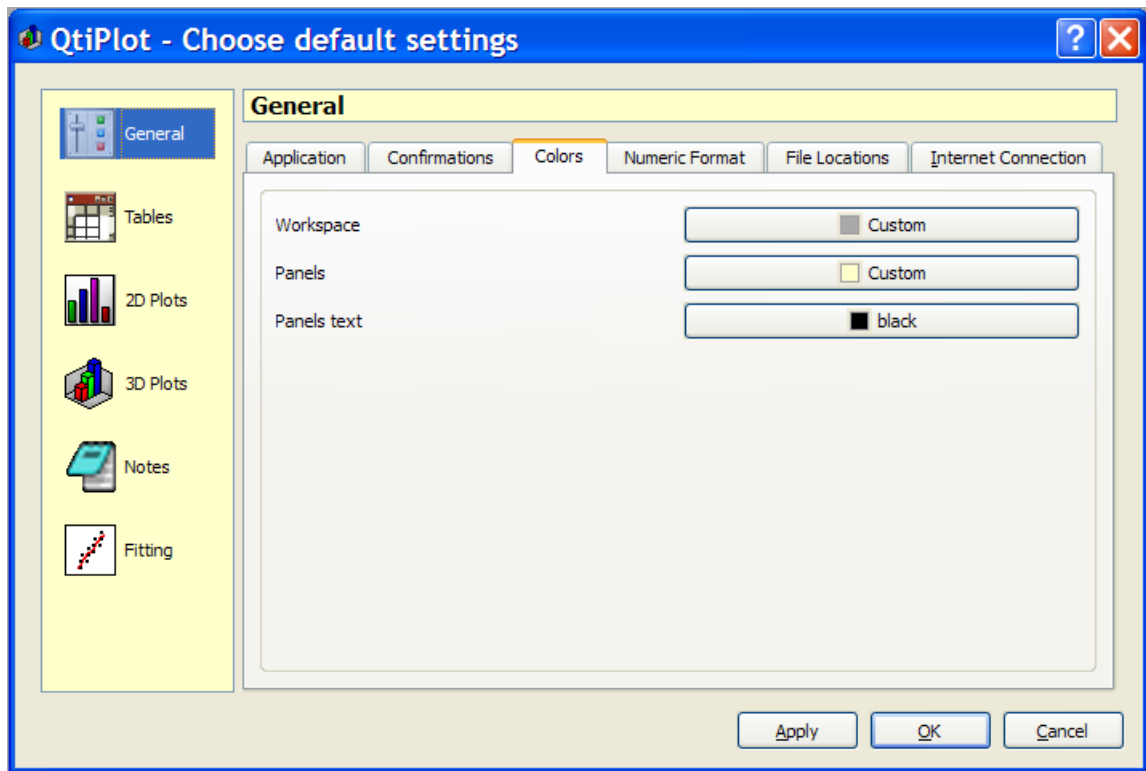 QtiPlot - Choose default settings
General
General
Application Confirmations Colors Numeric Format File Locations Internet Connection
Tables
Workspace Custom
Panels Custom
2D Plots
Panels text black
3D Plots
Notes
Fitting
Apply OK Cancel